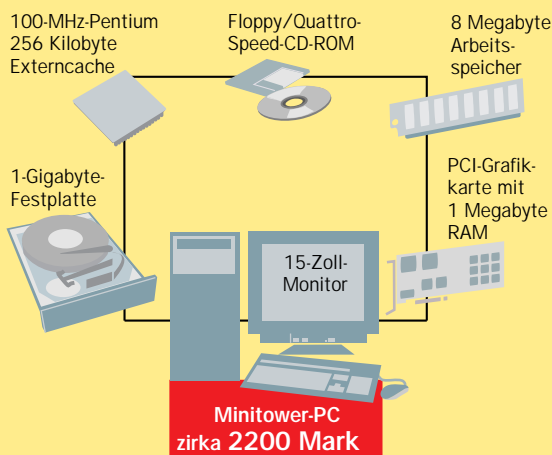 100-MHz-Pentium
256 Kilobyte
Externcache
Floppy/Quattro-
Speed-CD-ROM
8 Megabyte
Arbeits-
speicher
1-Gigabyte-
Festplatte
PCI-Grafik-
karte mit
1 Megabyte
RAM
15-Zoll-
Monitor
Minitower-PC
zirka 2200 Mark